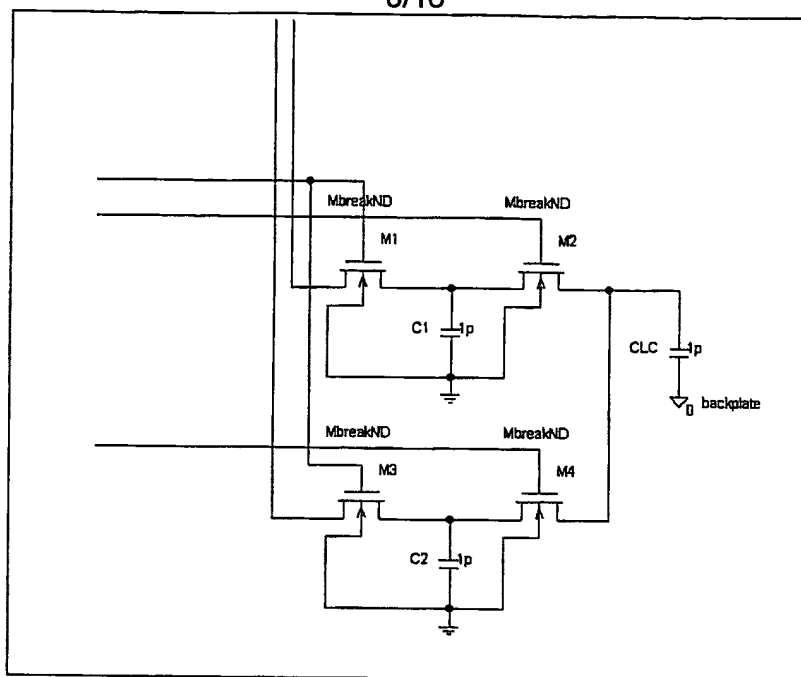 MbreakND MbreakND
M1 M2
C1 1p
CLC 1p
0 backplate
MbreakND MbreakND
M3 M4
C2 1p